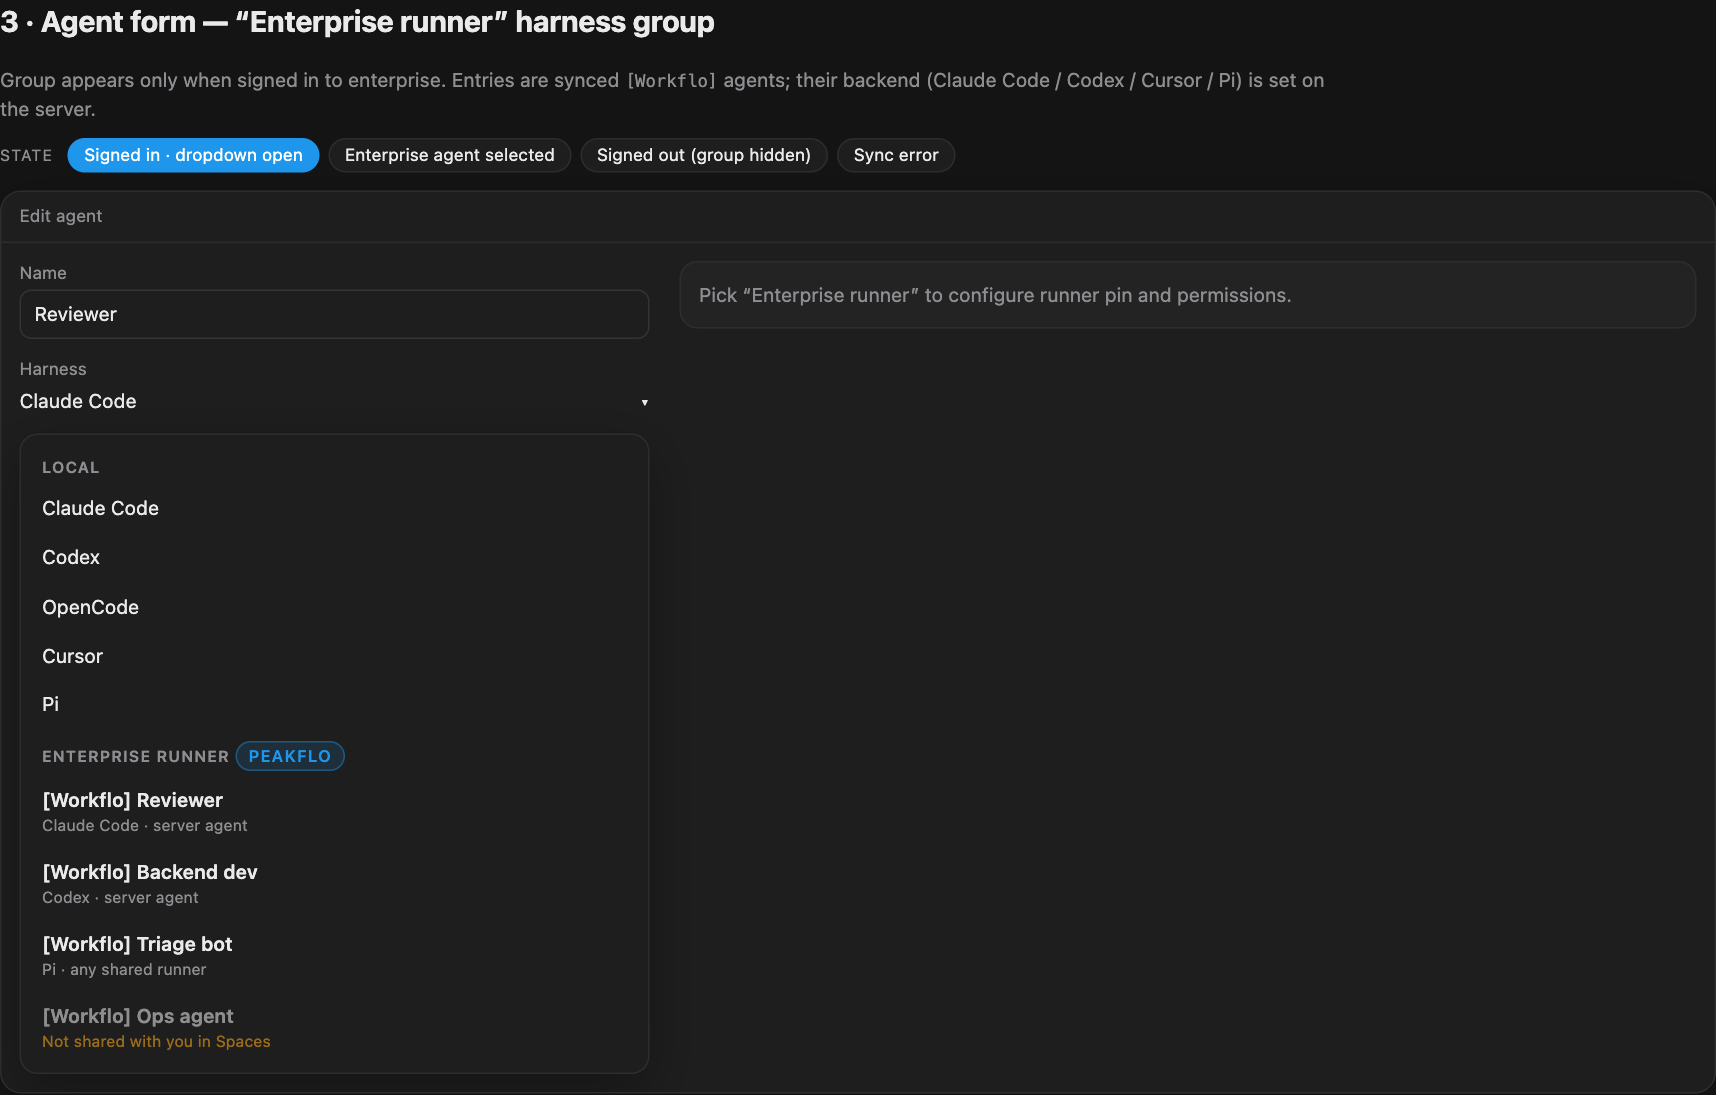 3 · Agent form — “Enterprise runner” harness group
Group appears only when signed in to enterprise. Entries are synced [Workflo] agents; their backend (Claude Code / Codex / Cursor / Pi) is set on
the server.
STATE Signed in · dropdown open Enterprise agent selected Signed out (group hidden) Sync error
Edit agent
Name
Reviewer
Pick “Enterprise runner” to configure runner pin and permissions.
Harness
Claude Code ▾
LOCAL
Claude Code
Codex
OpenCode
Cursor
Pi
ENTERPRISE RUNNER PEAKFLO
[Workflo] Reviewer
Claude Code · server agent
[Workflo] Backend dev
Codex · server agent
[Workflo] Triage bot
Pi · any shared runner
[Workflo] Ops agent
Not shared with you in Spaces